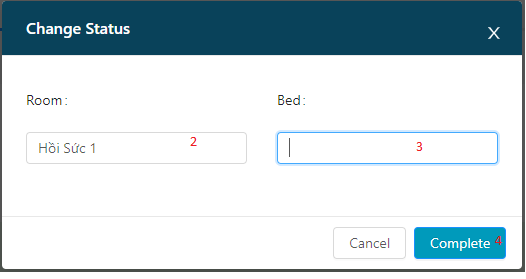 Change Status X
Room: Bed:
Hồi Sức 1 2 3
Cancel Complete 4